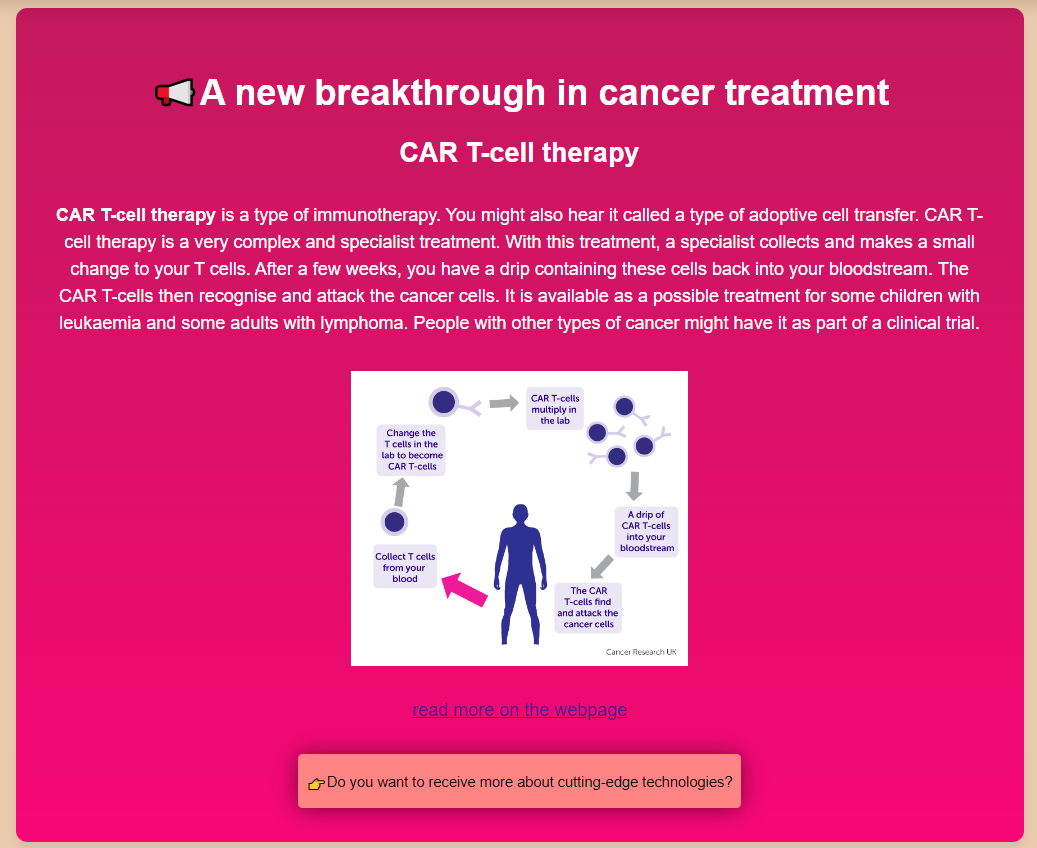 📢A new breakthrough in cancer treatment
CAR T-cell therapy
CAR T-cell therapy is a type of immunotherapy. You might also hear it called a type of adoptive cell transfer. CAR T-
cell therapy is a very complex and specialist treatment. With this treatment, a specialist collects and makes a small
change to your T cells. After a few weeks, you have a drip containing these cells back into your bloodstream. The
CAR T-cells then recognise and attack the cancer cells. It is available as a possible treatment for some children with
leukaemia and some adults with lymphoma. People with other types of cancer might have it as part of a clinical trial.
CAR T-cells
multiply in
the lab
Change the
T cells in the
lab to become
CAR T-cells
A drip of
CAR T-cells
into your
bloodstream
Collect T cells
from your
blood
The CAR
T-cells find
and attack the
cancer cells
Cancer Research UK
read more on the webpage
👉Do you want to receive more about cutting-edge technologies?